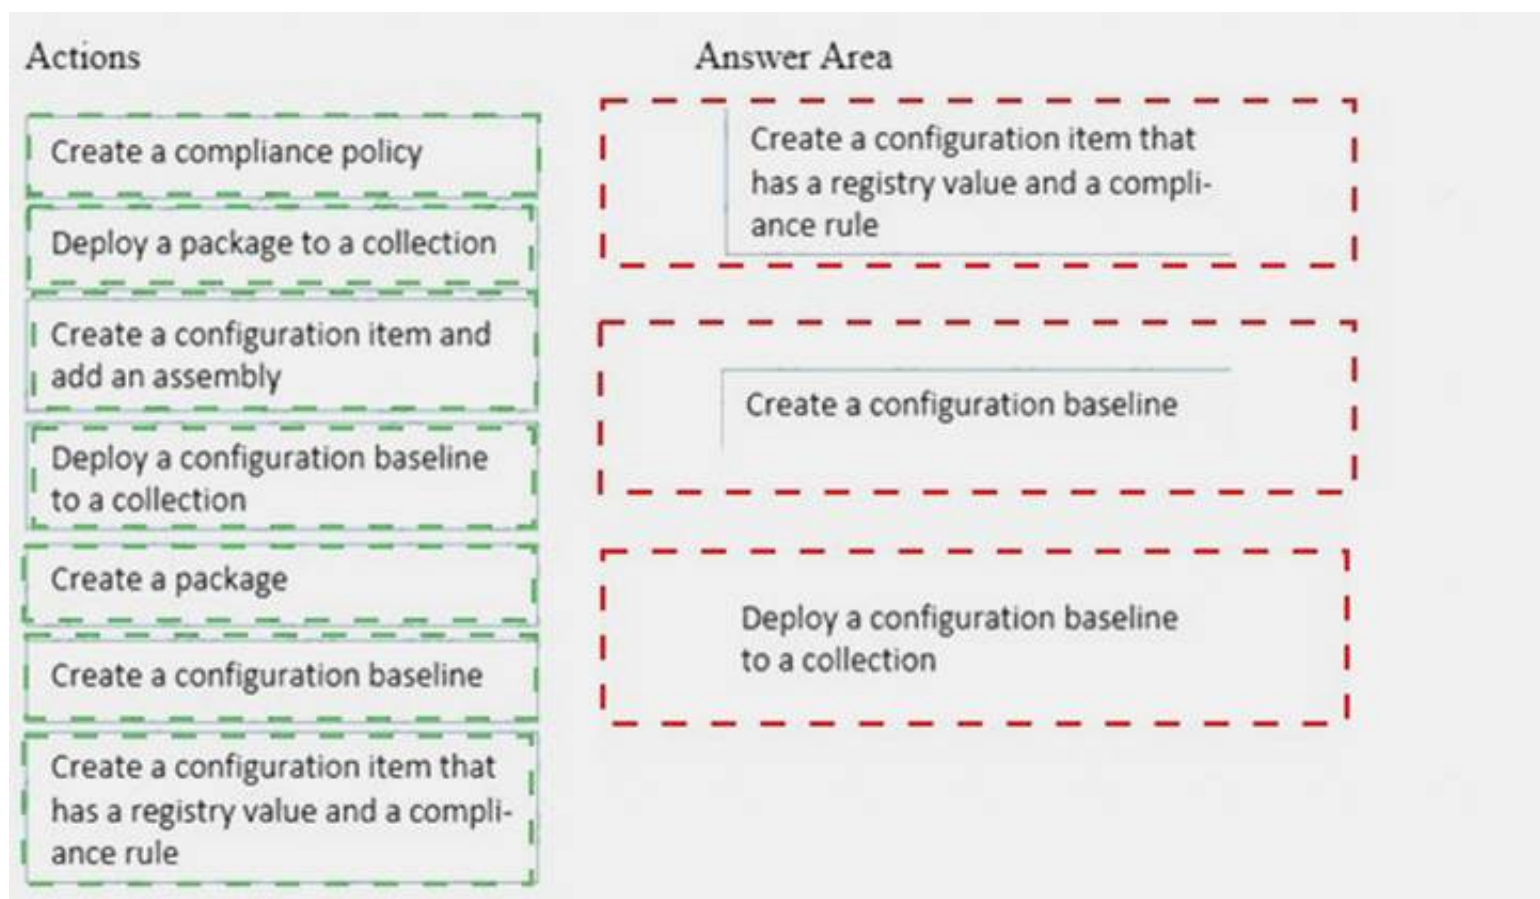 Actions
Create a compliance policy
Deploy a package to a collection
Create a configuration item and
add an assembly
Deploy a configuration baseline
to a collection
Create a package
Create a configuration baseline
Create a configuration item that
has a registry value and a compli-
ance rule
Answer Area
Create a configuration item that
has a registry value and a compli-
ance rule
Create a configuration baseline
Deploy a configuration baseline
to a collection